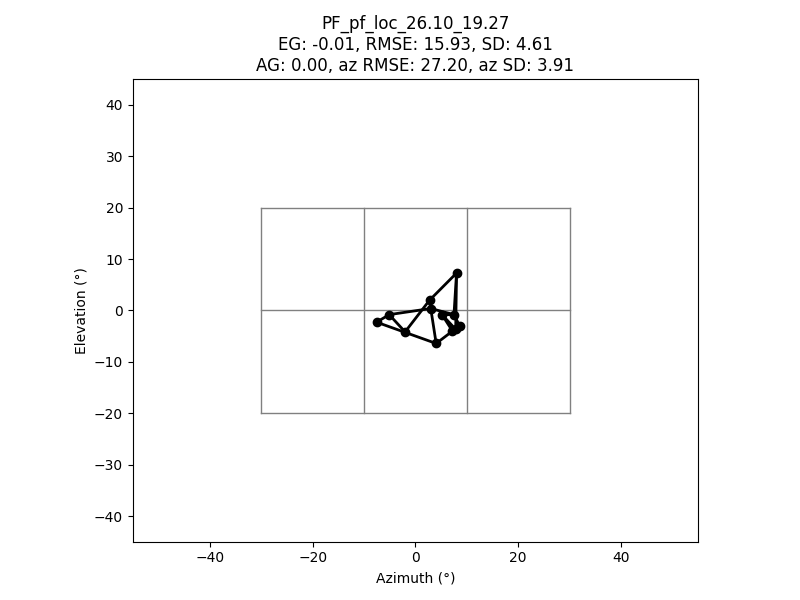 PF_pf_loc_26.10_19.27
EG: -0.01, RMSE: 15.93, SD: 4.61
AG: 0.00, az RMSE: 27.20, az SD: 3.91
40
30
20
10
0
−10
−20
−30
−40
Elevation (°)
−40 −20 0 20 40
Azimuth (°)